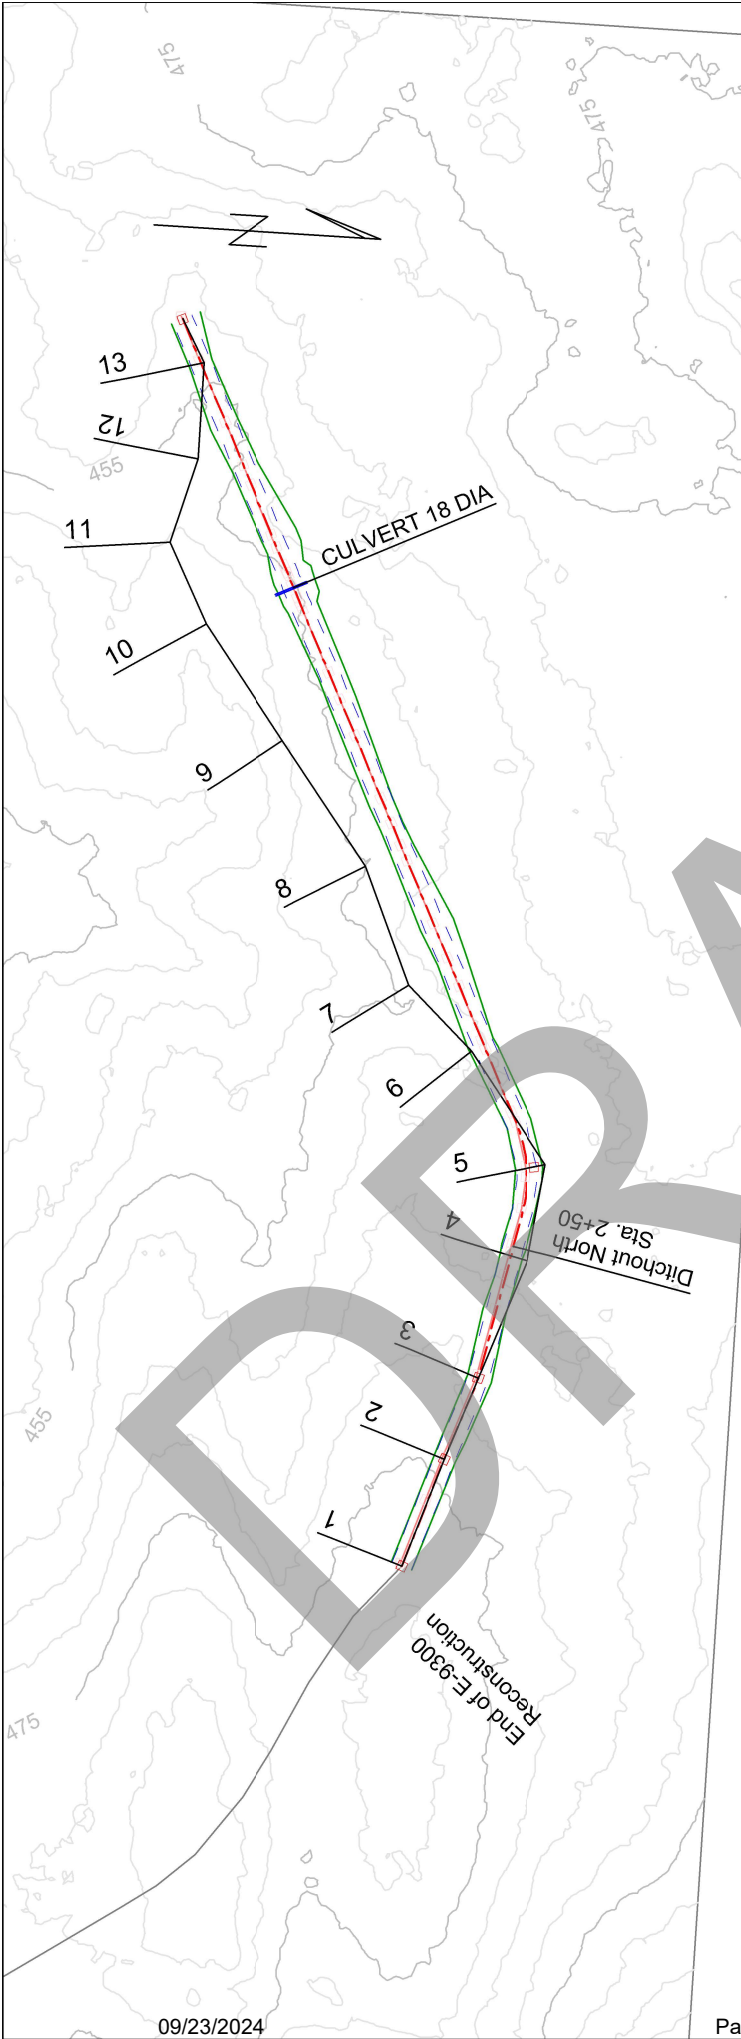 475
475
N
13
12
455
11
CULVERT 18 DIA
10
9
8
7
6
5
4
Ditchout North
Sta. 2+50
3
2
455
1
End of E-9300
Reconstruction
475
DRA
09/23/2024
Pa